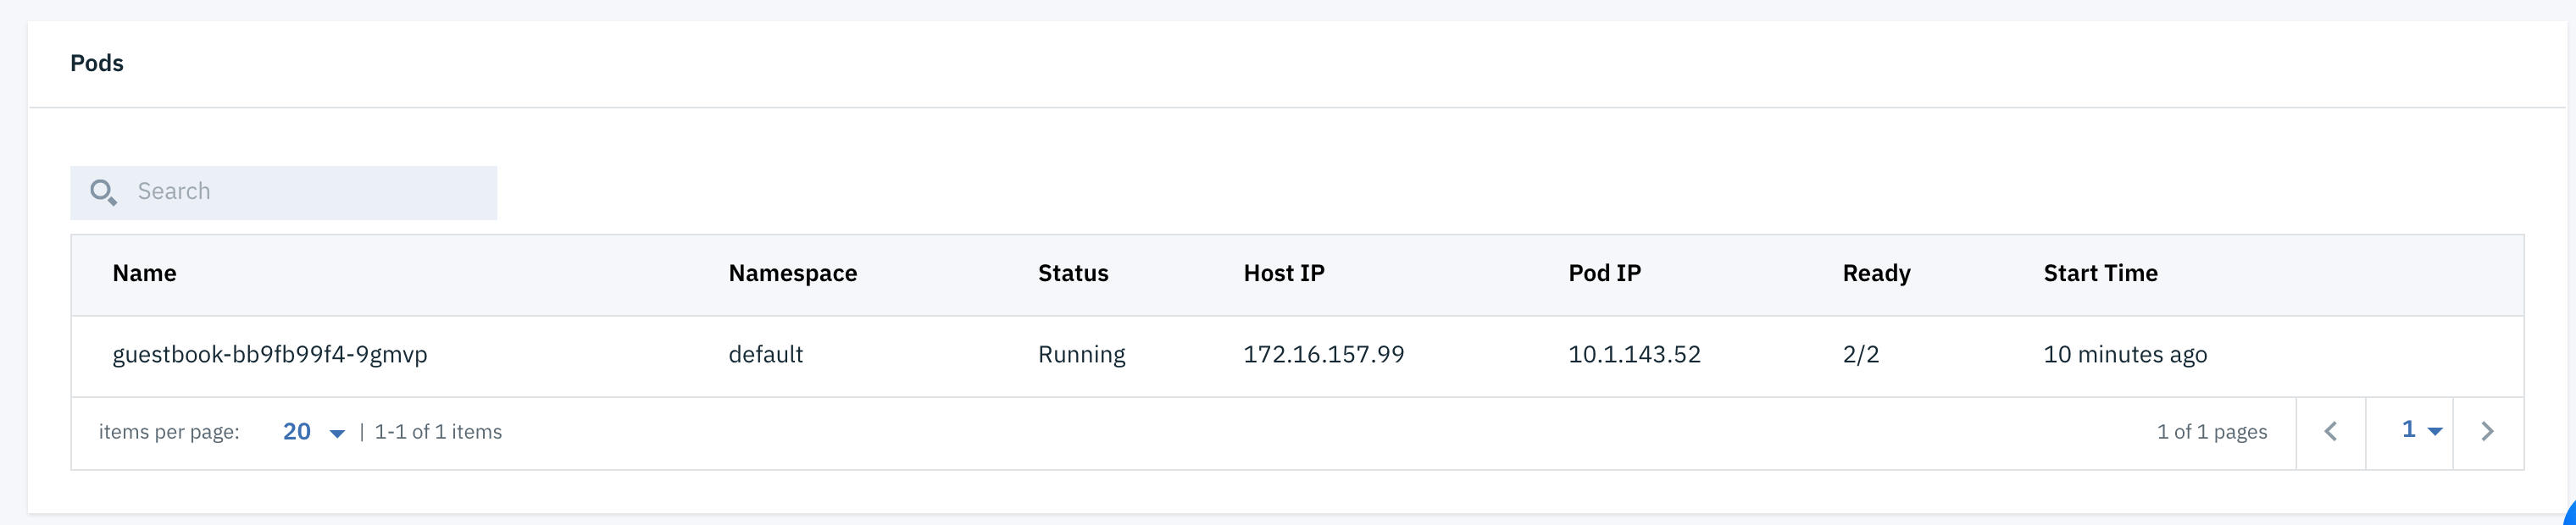 Pods
Search
Name Namespace Status Host IP Pod IP Ready Start Time
guestbook-bb9fb99f4-9gmvp default Running 172.16.157.99 10.1.143.52 2/2 10 minutes ago
items per page: 20 | 1-1 of 1 items 1 of 1 pages 1